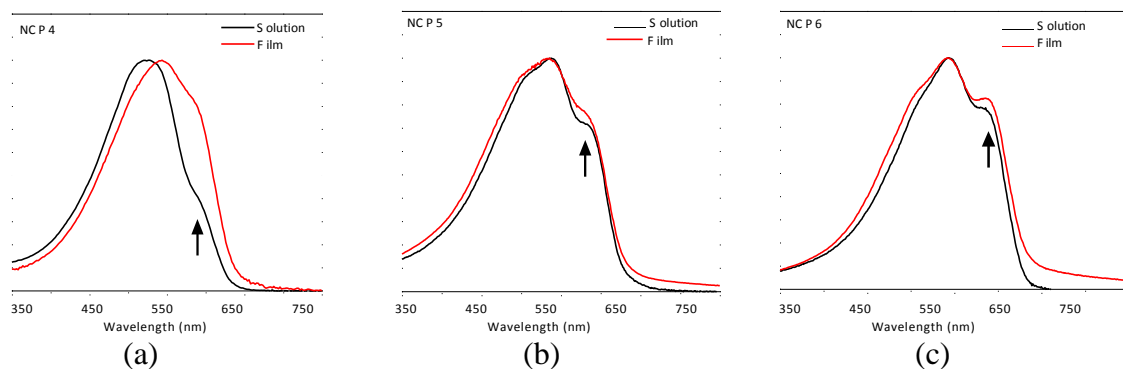 NC P 4
S olution
F ilm
350 450 550 650 750
Wavelength (nm)
(a)
NC P 5
S olution
F ilm
350 450 550 650 750
Wavelength (nm)
(b)
NC P 6
S olution
F ilm
350 450 550 650 750
Wavelength (nm)
(c)